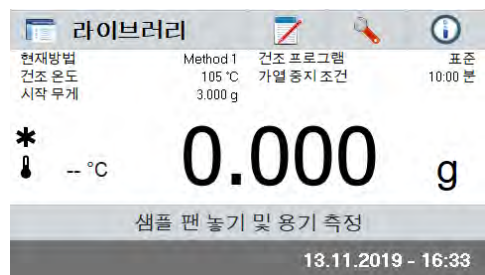 라이브러리
현재방법 Method 1 건조 프로그램 표준
건조 온도 105 °C 가열 중지 조건 10:00 분
시작 무게 3.000 g
-- °C 0.000 g
샘플 팬 놓기 및 용기 측정
13.11.2019 - 16:33